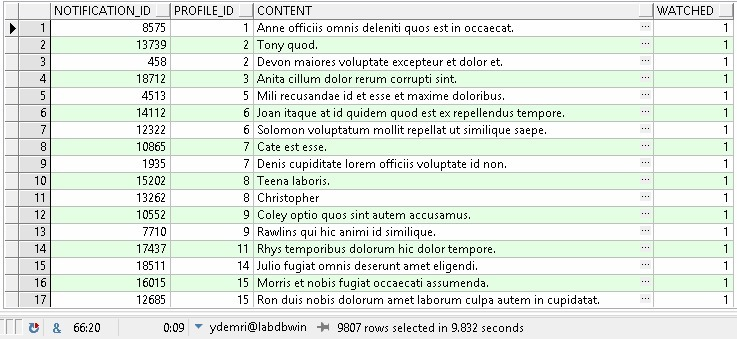 NOTIFICATION_ID PROFILE_ID CONTENT WATCHED
1 8575 1 Anne officiis omnis deleniti quos est in occaecat. ... 1
2 13739 2 Tony quod. ... 1
3 458 2 Devon maiores voluptate excepteur et dolor et. ... 1
4 18712 3 Anita cillum dolor rerum corrupti sint. ... 1
5 4513 5 Mili recusandae id et esse et maxime doloribus. ... 1
6 14112 6 Joan itaque at id quidem quod est ex repellendus tempore. ... 1
7 12322 6 Solomon voluptatum mollit repellat ut similique saepe. ... 1
8 10865 7 Cate est esse. ... 1
9 1935 7 Denis cupiditate lorem officiis voluptate id non. ... 1
10 15202 8 Teena laboris. ... 1
11 13262 8 Christopher ... 1
12 10552 9 Coley optio quos sint autem accusamus. ... 1
13 7710 9 Rawlins qui hic animi id similique. ... 1
14 17437 11 Rhys temporibus dolorum hic dolor tempore. ... 1
15 18511 14 Julio fugiat omnis deserunt amet eligendi. ... 1
16 16015 15 Morris et nobis fugiat occaecati assumenda. ... 1
17 12685 15 Ron duis nobis dolorum amet laborum culpa autem in cupidatat. ... 1
& 66:20 0:09 ydemri@labdbwin 9807 rows selected in 9.832 seconds